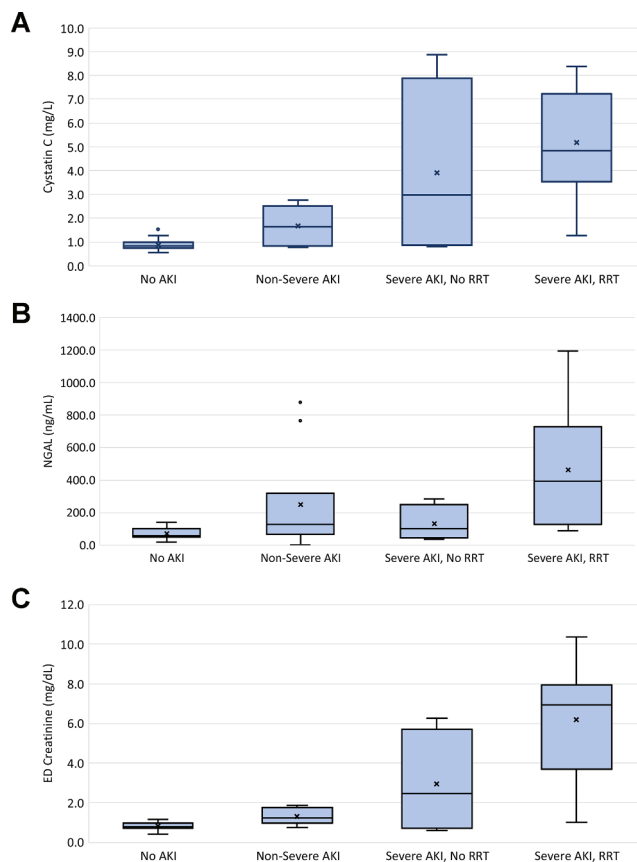 A
Cystatin C (mg/L)
10.0
9.0
8.0
7.0
6.0
5.0
4.0
3.0
2.0
1.0
0.0
No AKI Non-Severe AKI Severe AKI, No RRT Severe AKI, RRT
B
NGAL (ng/mL)
1400.0
1200.0
1000.0
800.0
600.0
400.0
200.0
0.0
No AKI Non-Severe AKI Severe AKI, No RRT Severe AKI, RRT
C
ED Creatinine (mg/dL)
12.0
10.0
8.0
6.0
4.0
2.0
0.0
No AKI Non-Severe AKI Severe AKI, No RRT Severe AKI, RRT